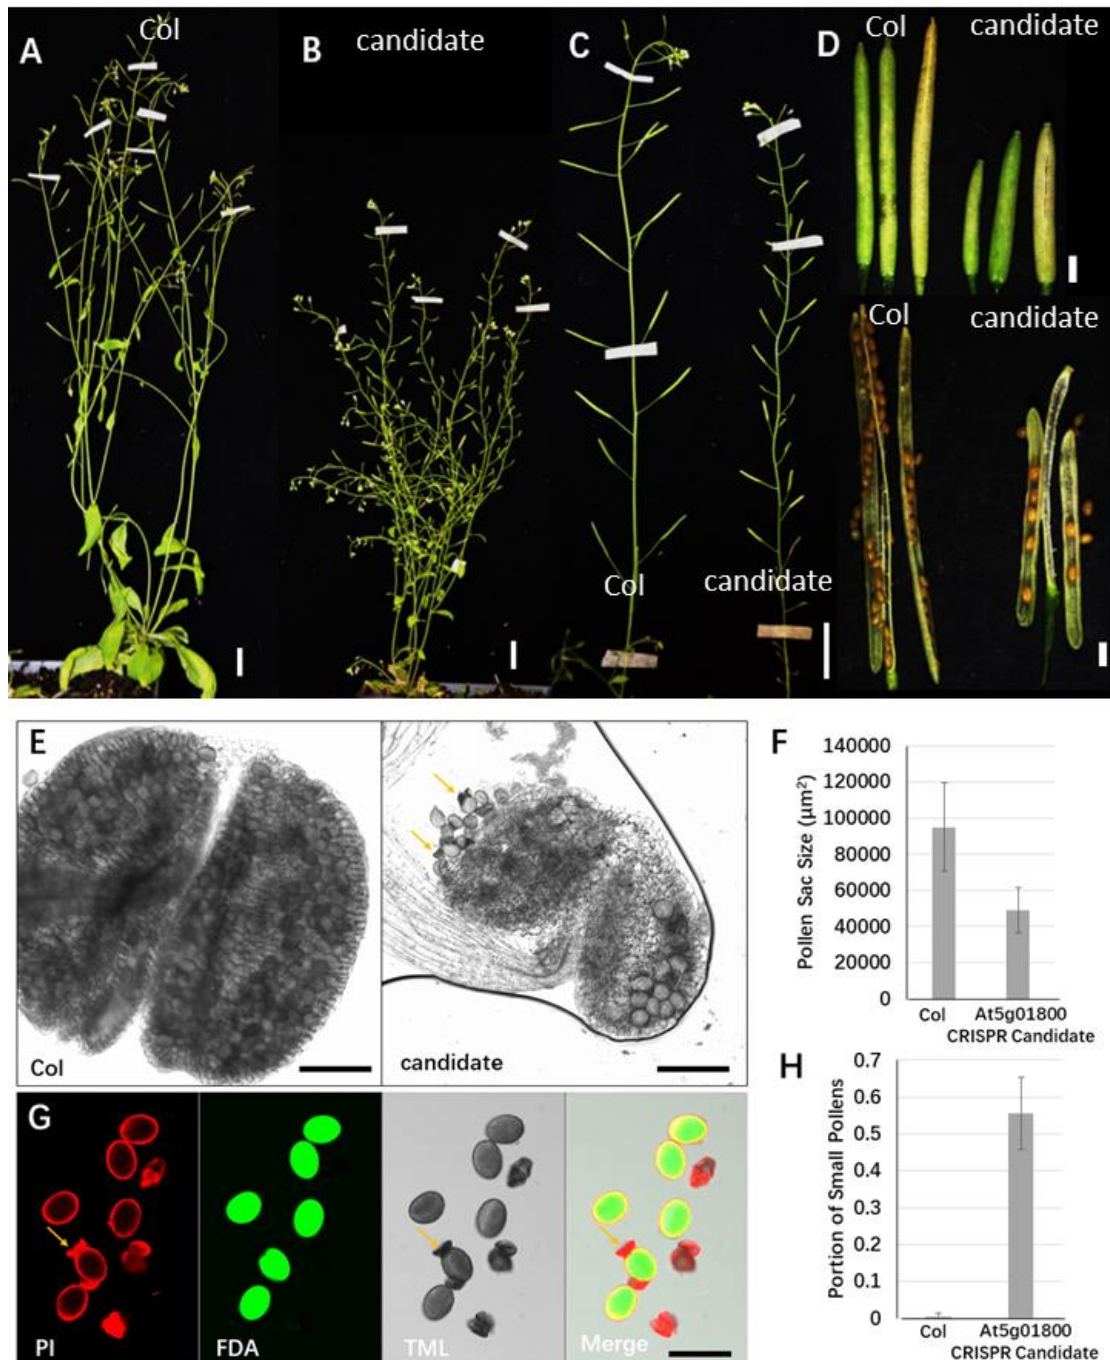 A
Col
B
candidate
C
Col
candidate
D
Col
candidate
Col
candidate
E
Col
candidate
F
Pollen Sac Size (μm²)
140000
120000
100000
80000
60000
40000
20000
0
Col
At5g01800
CRISPR Candidate
G
PI
FDA
TML
Merge
H
Portion of Small Pollens
0.7
0.6
0.5
0.4
0.3
0.2
0.1
0
Col
At5g01800
CRISPR Candidate